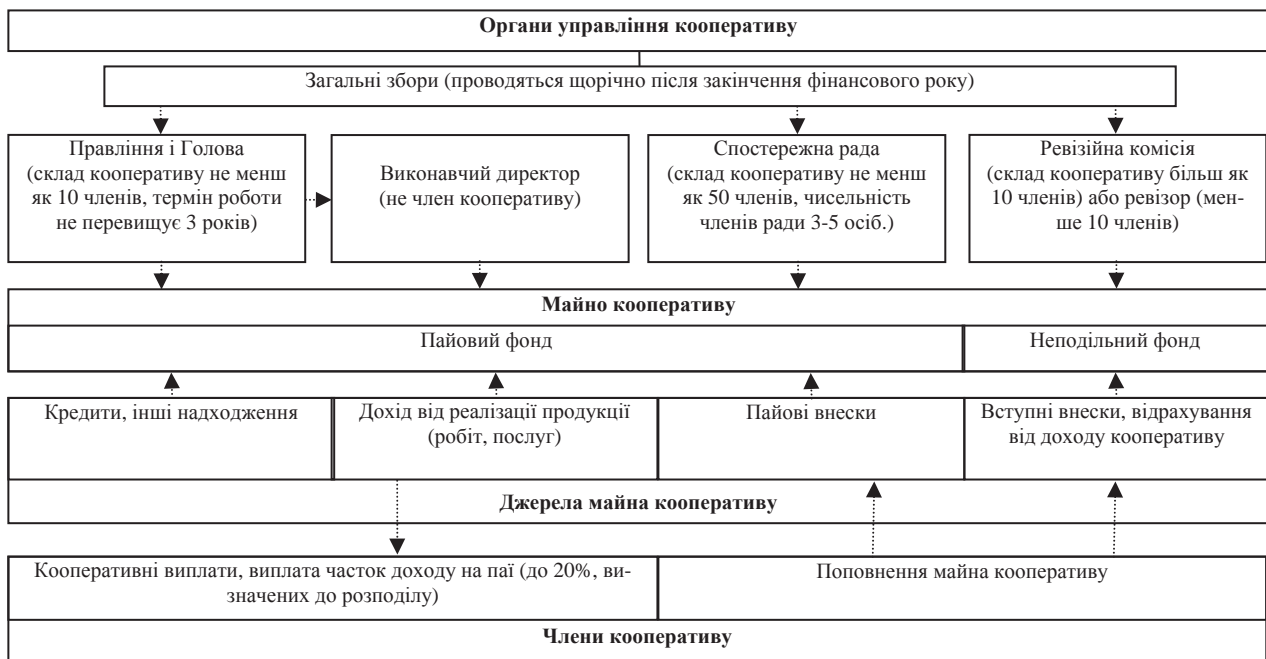 Органи управління кооперативу
Загальні збори (проводяться щорічно після закінчення фінансового року)
Правління і Голова
(склад кооперативу не менш
як 10 членів, термін роботи
не перевищує 3 років)
Виконавчий директор
(не член кооперативу)
Спостережна рада
(склад кооперативу не менш
як 50 членів, чисельність
членів ради 3-5 осіб.)
Ревізійна комісія
(склад кооперативу більш як
10 членів) або ревізор (мен-
ше 10 членів)
Майно кооперативу
Пайовий фонд
Неподільний фонд
Кредити, інші надходження
Дохід від реалізації продукції
(робіт, послуг)
Пайові внески
Вступні внески, відрахування
від доходу кооперативу
Джерела майна кооперативу
Кооперативні виплати, виплата часток доходу на паї (до 20%, ви-
значених до розподілу)
Поповнення майна кооперативу
Члени кооперативу